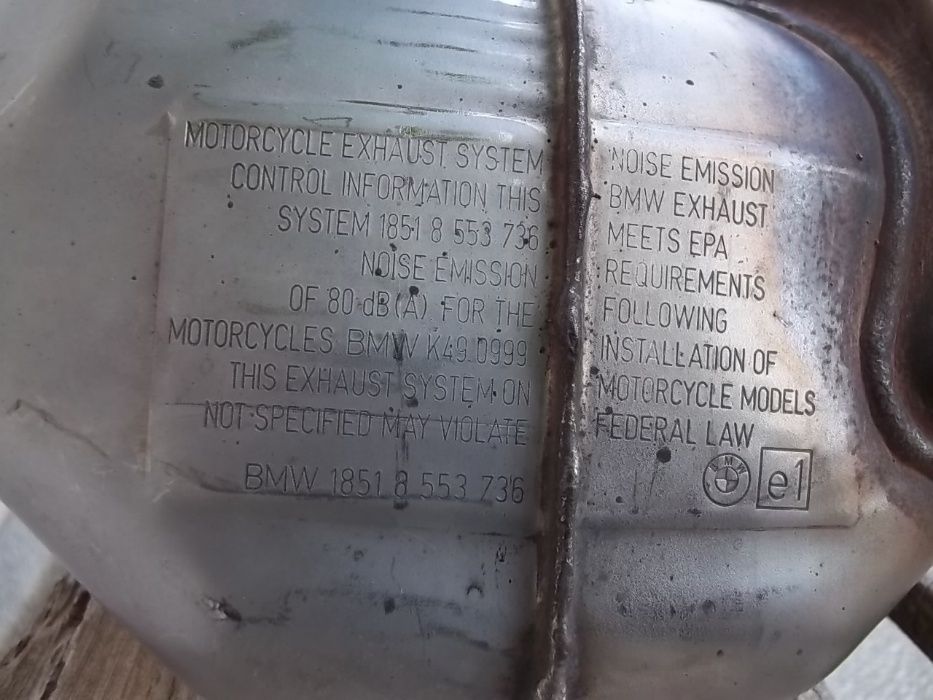 MOTORCYCLE EXHAUST SYSTEM NOISE EMISSION
CONTROL INFORMATION THIS BMW EXHAUST
SYSTEM 1851 8 553 736 MEETS EPA
NOISE EMISSION REQUIREMENTS
OF 80 dB(A) FOR THE FOLLOWING
MOTORCYCLES BMW K49 0999 INSTALLATION OF
THIS EXHAUST SYSTEM ON MOTORCYCLE MODELS
NOT SPECIFIED MAY VIOLATE FEDERAL LAW
BMW 1851 8 553 736 BMW e1